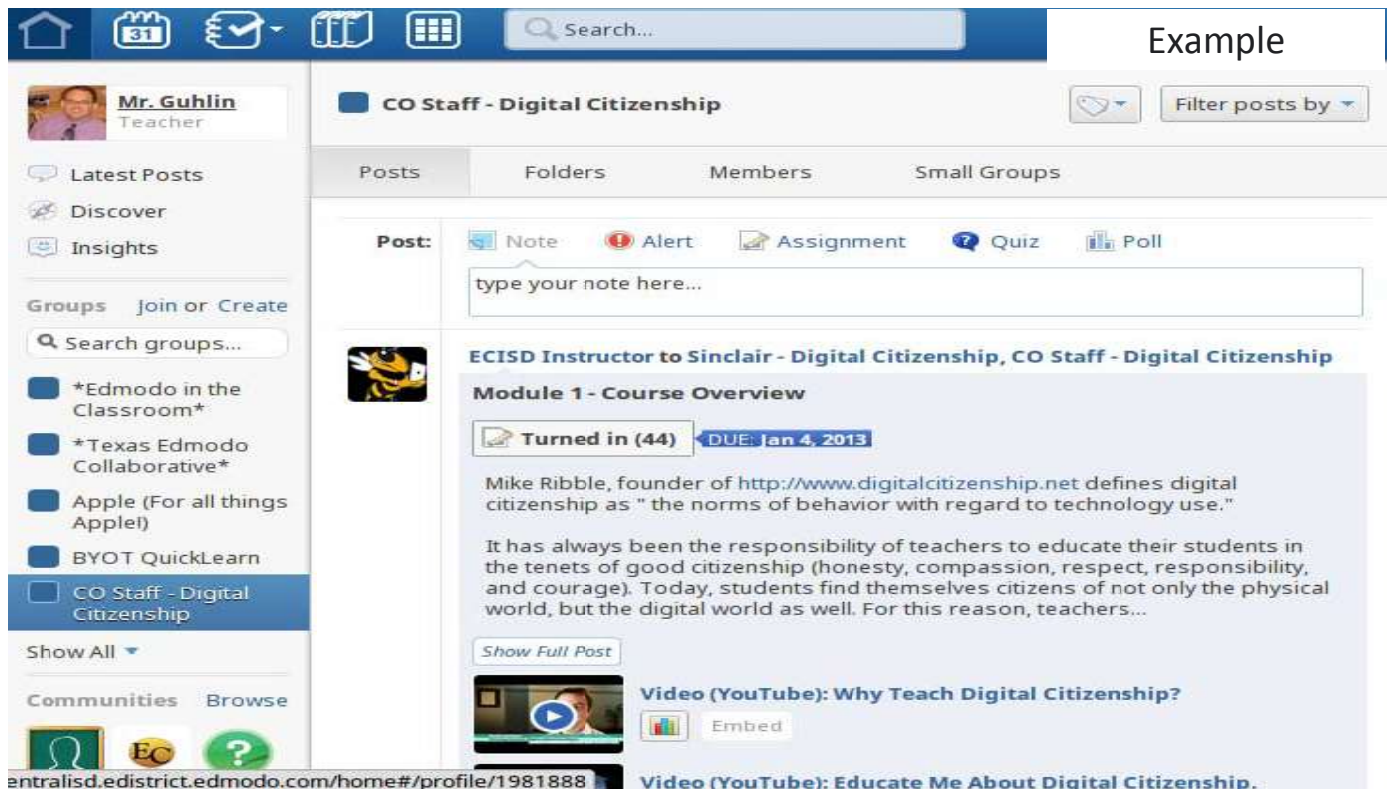 31
Search...
Example
Mr. Guhlin
Teacher
CO Staff - Digital Citizenship
Filter posts by
Latest Posts
Discover
Insights
Posts
Folders
Members
Small Groups
Post:
Note
Alert
Assignment
Quiz
Poll
type your note here...
Groups Join or Create
Search groups...
*Edmodo in the
Classroom*
*Texas Edmodo
Collaborative*
Apple (For all things
Apple!)
BYOT QuickLearn
CO Staff - Digital
Citizenship
Show All
Communities Browse
EC
?
entralisd.edistrict.edmodo.com/home#/profile/1981888
ECISD Instructor to Sinclair - Digital Citizenship, CO Staff - Digital Citizenship
Module 1 - Course Overview
Turned in (44)
DUE: Jan 4, 2013
Mike Ribble, founder of http://www.digitalcitizenship.net defines digital
citizenship as " the norms of behavior with regard to technology use."
It has always been the responsibility of teachers to educate their students in
the tenets of good citizenship (honesty, compassion, respect, responsibility,
and courage). Today, students find themselves citizens of not only the physical
world, but the digital world as well. For this reason, teachers...
Show Full Post
Video (YouTube): Why Teach Digital Citizenship?
Embed
Video (YouTube): Educate Me About Digital Citizenship.